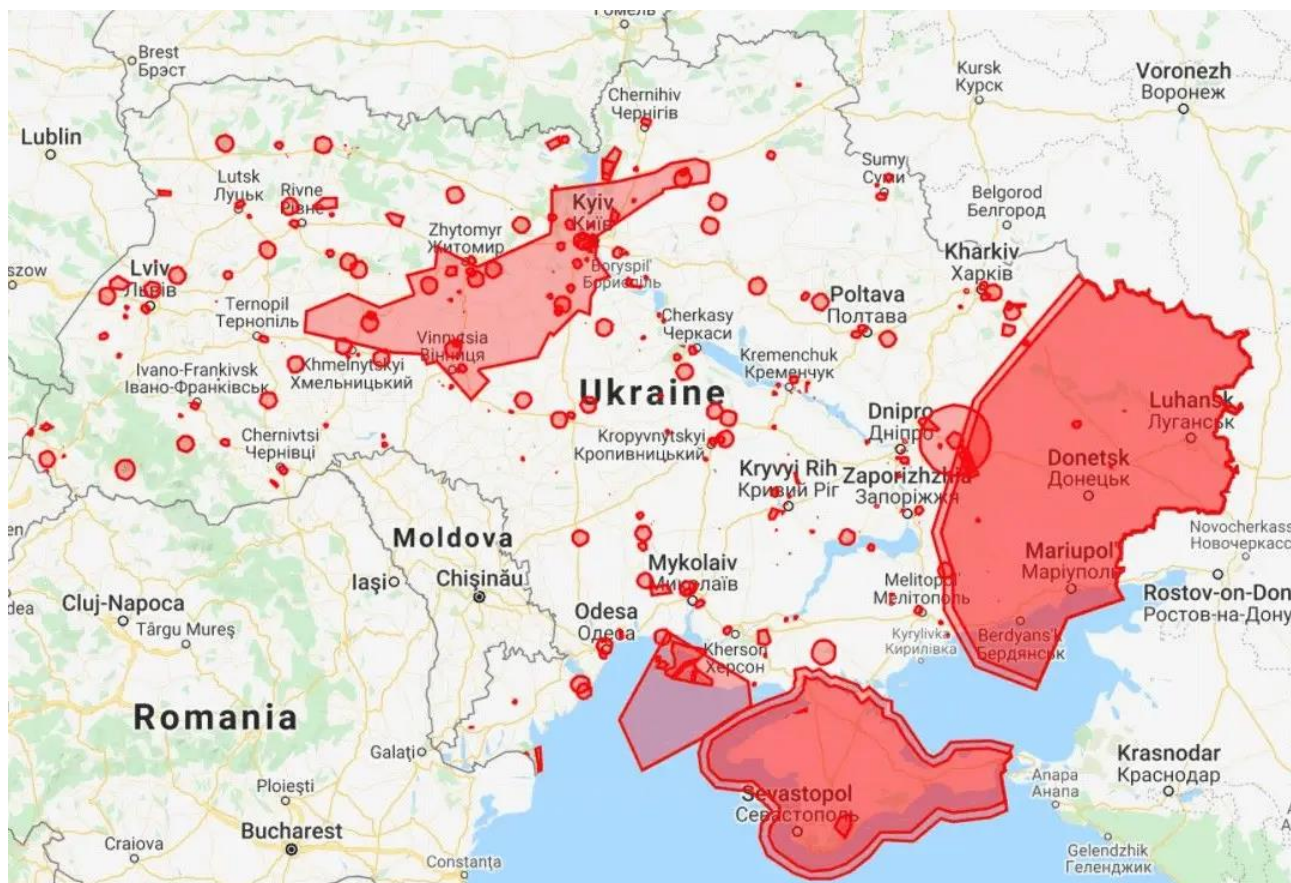 Гомель
Brest
Брэст
Kursk
Курск
Voronezh
Воронеж
Chernihiv
Чернігів
Lublin
Sumy
Суми
Lutsk
Луцьк
Rivne
Рівне
Belgorod
Белгород
Kyiv
Київ
Zhytomyr
Житомир
Kharkiv
Харків
Boryspil'
Бориспіль
Lviv
Львів
Poltava
Полтава
Ternopil
Тернопіль
Cherkasy
Черкаси
Vinnytsia
Вінниця
Khmelnytskyi
Хмельницький
Kremenchuk
Кременчук
Ivano-Frankivsk
Івано-Франківськ
Ukraine
Luhansk
Луганськ
Dnipro
Дніпро
Chernivtsi
Чернівці
Kropyvnytskyi
Кропивницький
Donetsk
Донецьк
Kryvyi Rih
Кривий Ріг
Zaporizhzhia
Запоріжжя
Moldova
Novocherkass
Новочеркасс
Mykolaiv
Миколаїв
Mariupol'
Маріуполь
Iași
Chișinău
Melitopol'
Мелітополь
Rostov-on-Don
Ростов-на-Дону
Cluj-Napoca
Târgu Mureș
Odesa
Одеса
Kherson
Херсон
Kyrylivka
Кирилівка
Berdyans'k
Бердянськ
Romania
Galați
Krasnodar
Краснодар
Anapa
Анапа
Ploiești
Sevastopol
Севастополь
Bucharest
Craiova
Constanța
Gelendzhik
Геленджик